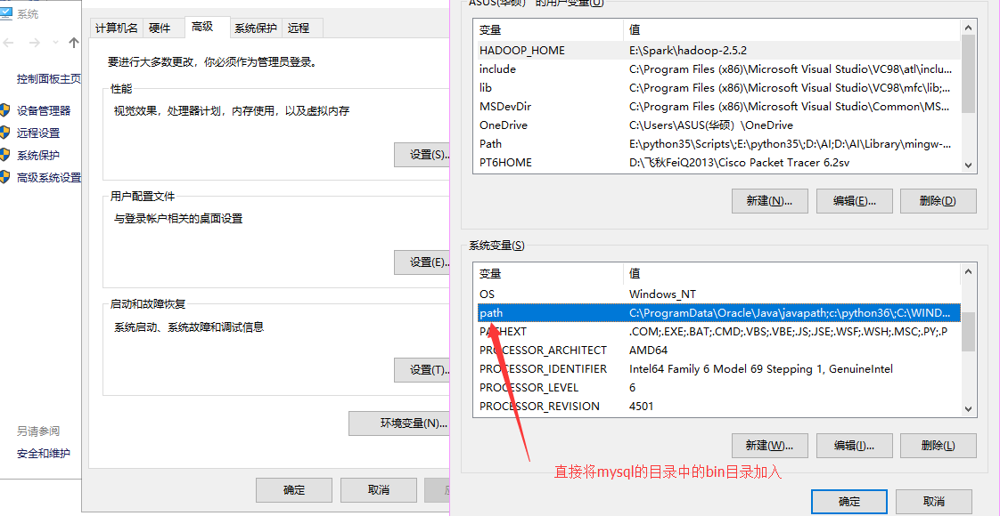 系统
控制面板主页
设备管理器
远程设置
系统保护
高级系统设置
另请参阅
安全和维护
计算机名
硬件
高级
系统保护
远程
要进行大多数更改，你必须作为管理员登录。
性能
视觉效果，处理器计划，内存使用，以及虚拟内存
设置(S)...
用户配置文件
与登录帐户相关的桌面设置
设置(E)...
启动和故障恢复
系统启动、系统故障和调试信息
设置(T)...
环境变量(N)...
确定
取消
ASUS(华硕） 的用户变量(U)
变量 值
HADOOP_HOME E:\Spark\hadoop-2.5.2
include C:\Program Files (x86)\Microsoft Visual Studio\VC98\atl\inclu...
lib C:\Program Files (x86)\Microsoft Visual Studio\VC98\mfc\lib;...
MSDevDir C:\Program Files (x86)\Microsoft Visual Studio\Common\MS...
OneDrive C:\Users\ASUS(华硕）\OneDrive
Path E:\python35\Scripts\;E:\python35\;D:\AI;D:\AI\Library\mingw-...
PT6HOME D:\飞秋FeiQ2013\Cisco Packet Tracer 6.2sv
新建(N)... 编辑(E)... 删除(D)
系统变量(S)
变量 值
OS Windows_NT
path C:\ProgramData\Oracle\Java\javapath;c:\python36\;C:\WIND...
PATHEXT .COM;.EXE;.BAT;.CMD;.VBS;.VBE;.JS;.JSE;.WSF;.WSH;.MSC;.PY;.P
PROCESSOR_ARCHITECT AMD64
PROCESSOR_IDENTIFIER Intel64 Family 6 Model 69 Stepping 1, GenuineIntel
PROCESSOR_LEVEL 6
PROCESSOR_REVISION 4501
新建(W)... 编辑(I)... 删除(L)
直接将mysql的目录中的bin目录加入
确定 取消